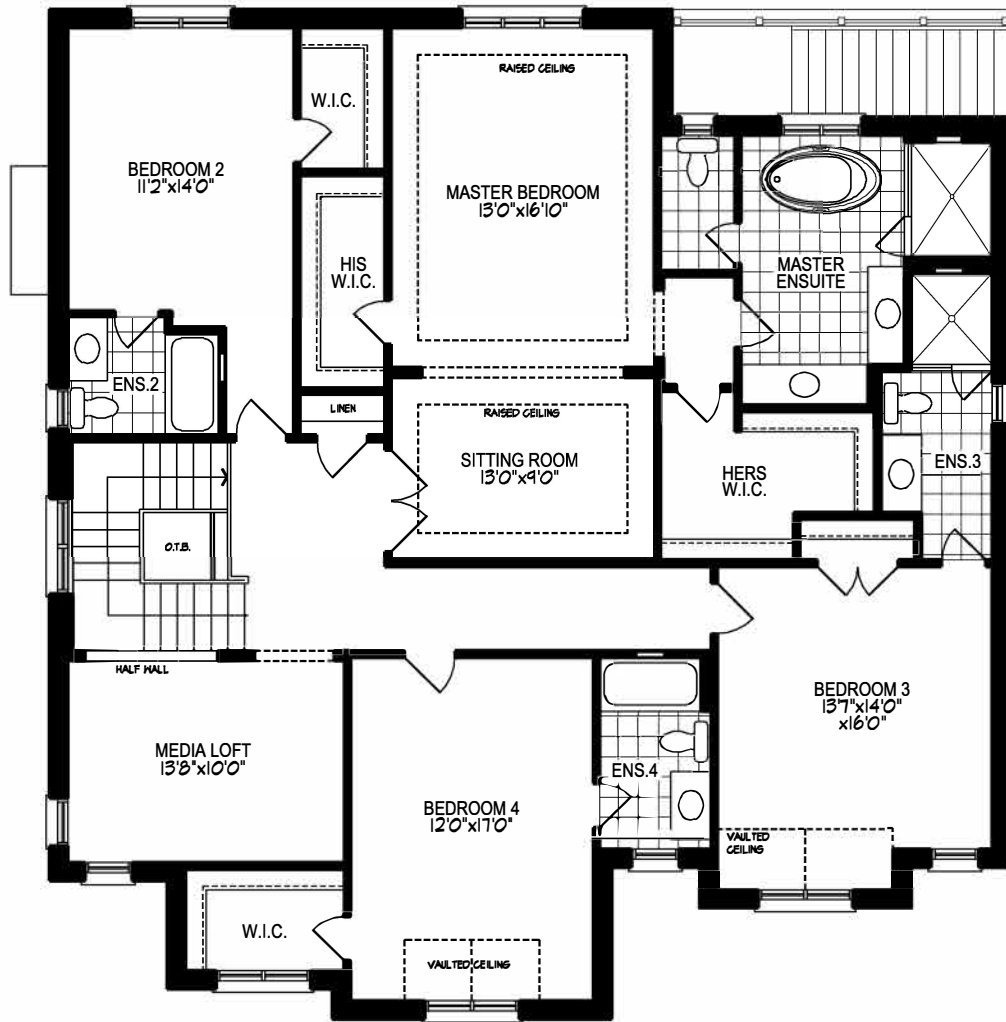 RAISED CEILING
W.I.C.
BEDROOM 2
11'2"x14'0"
MASTER BEDROOM
13'0"x16'10"
HIS
W.I.C.
MASTER
ENSUITE
ENS.2
LINEN
RAISED CEILING
SITTING ROOM
13'0"x9'0"
HERS
W.I.C.
ENS.3
O.T.B.
HALF WALL
BEDROOM 3
13'7"x14'0"
x16'0"
MEDIA LOFT
13'8"x10'0"
ENS.4
BEDROOM 4
12'0"x17'0"
VAULTED
CEILING
W.I.C.
VAULTED CEILING